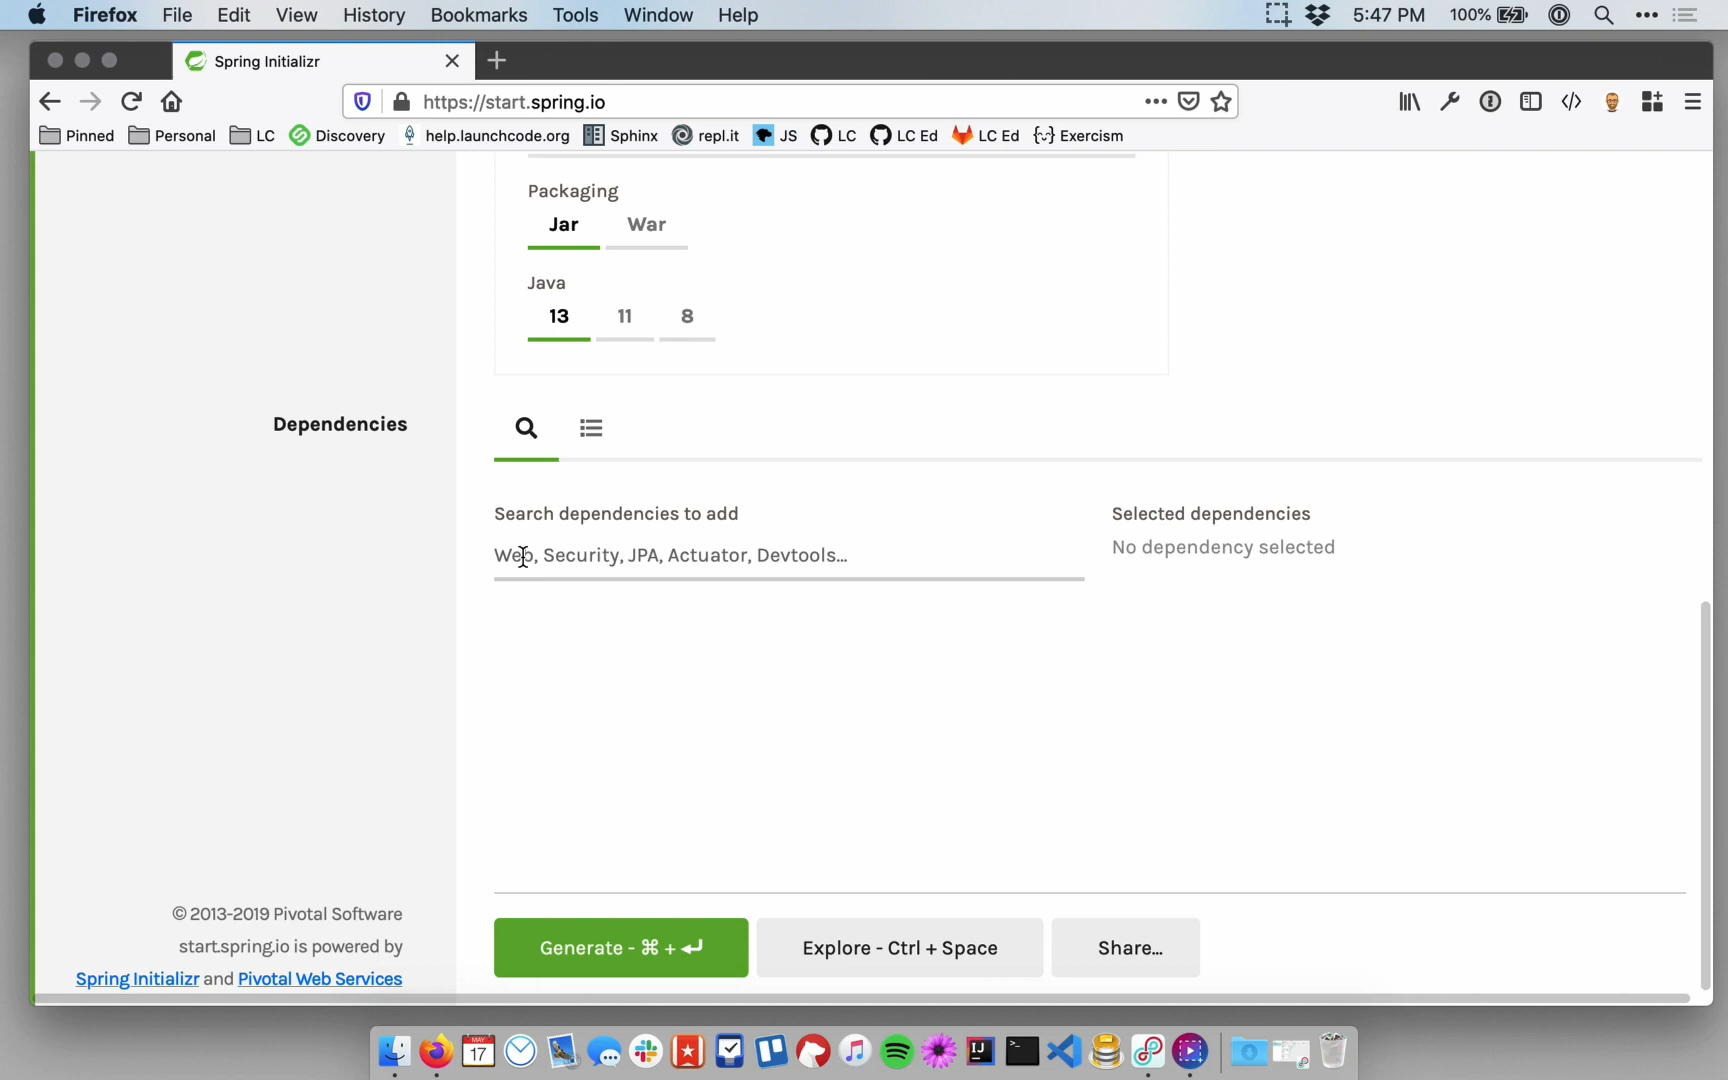 Firefox File Edit View History Bookmarks Tools Window Help 5:47 PM 100%
Spring Initializr
https://start.spring.io
Pinned Personal LC Discovery help.launchcode.org Sphinx repl.it JS LC LC Ed LC Ed {··} Exercism
Packaging
Jar War
Java
13 11 8
Dependencies
Search dependencies to add
Web, Security, JPA, Actuator, Devtools...
Selected dependencies
No dependency selected
© 2013-2019 Pivotal Software
start.spring.io is powered by
Spring Initializr and Pivotal Web Services
Generate - ⌘ + ↵
Explore - Ctrl + Space
Share...
MAY
17
IJ